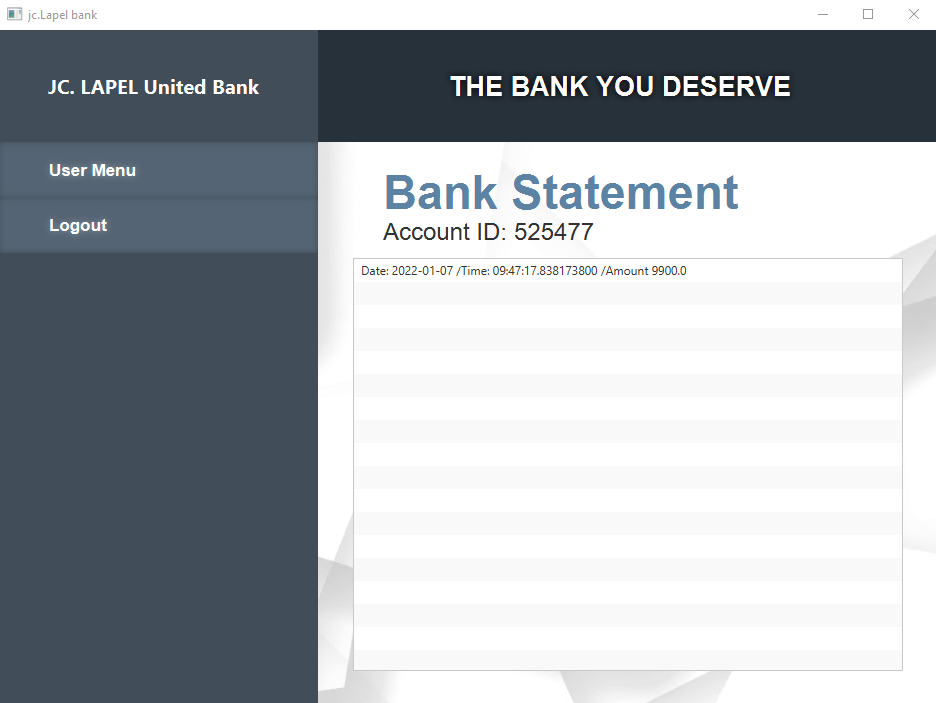 jc.Lapel bank
JC. LAPEL United Bank
THE BANK YOU DESERVE
User Menu
Logout
Bank Statement
Account ID: 525477
Date: 2022-01-07 /Time: 09:47:17.838173800 /Amount 9900.0